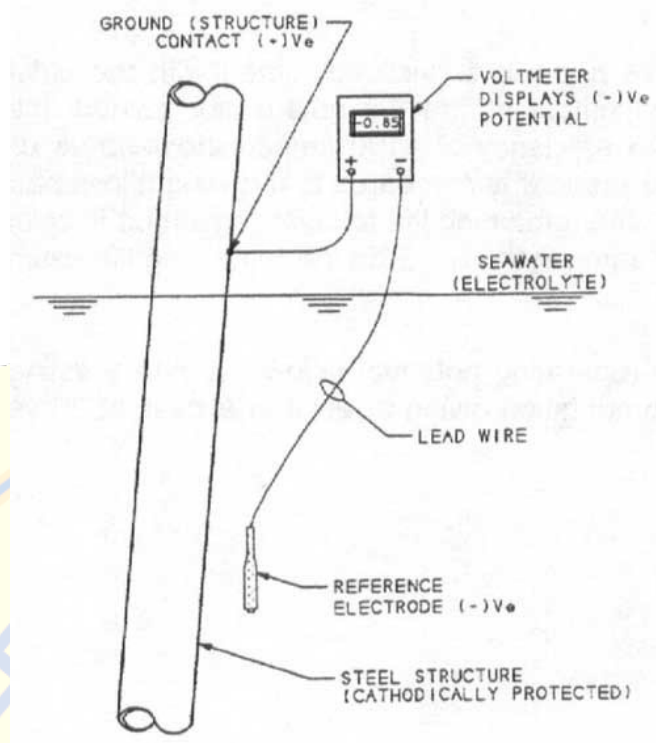 GROUND (STRUCTURE)
CONTACT (+)Ve
VOLTMETER
DISPLAYS (-)Ve
POTENTIAL
-0.85
+ -
SEAWATER
(ELECTROLYTE)
LEAD WIRE
REFERENCE
ELECTRODE (-)Ve
STEEL STRUCTURE
(CATHODICALLY PROTECTED)